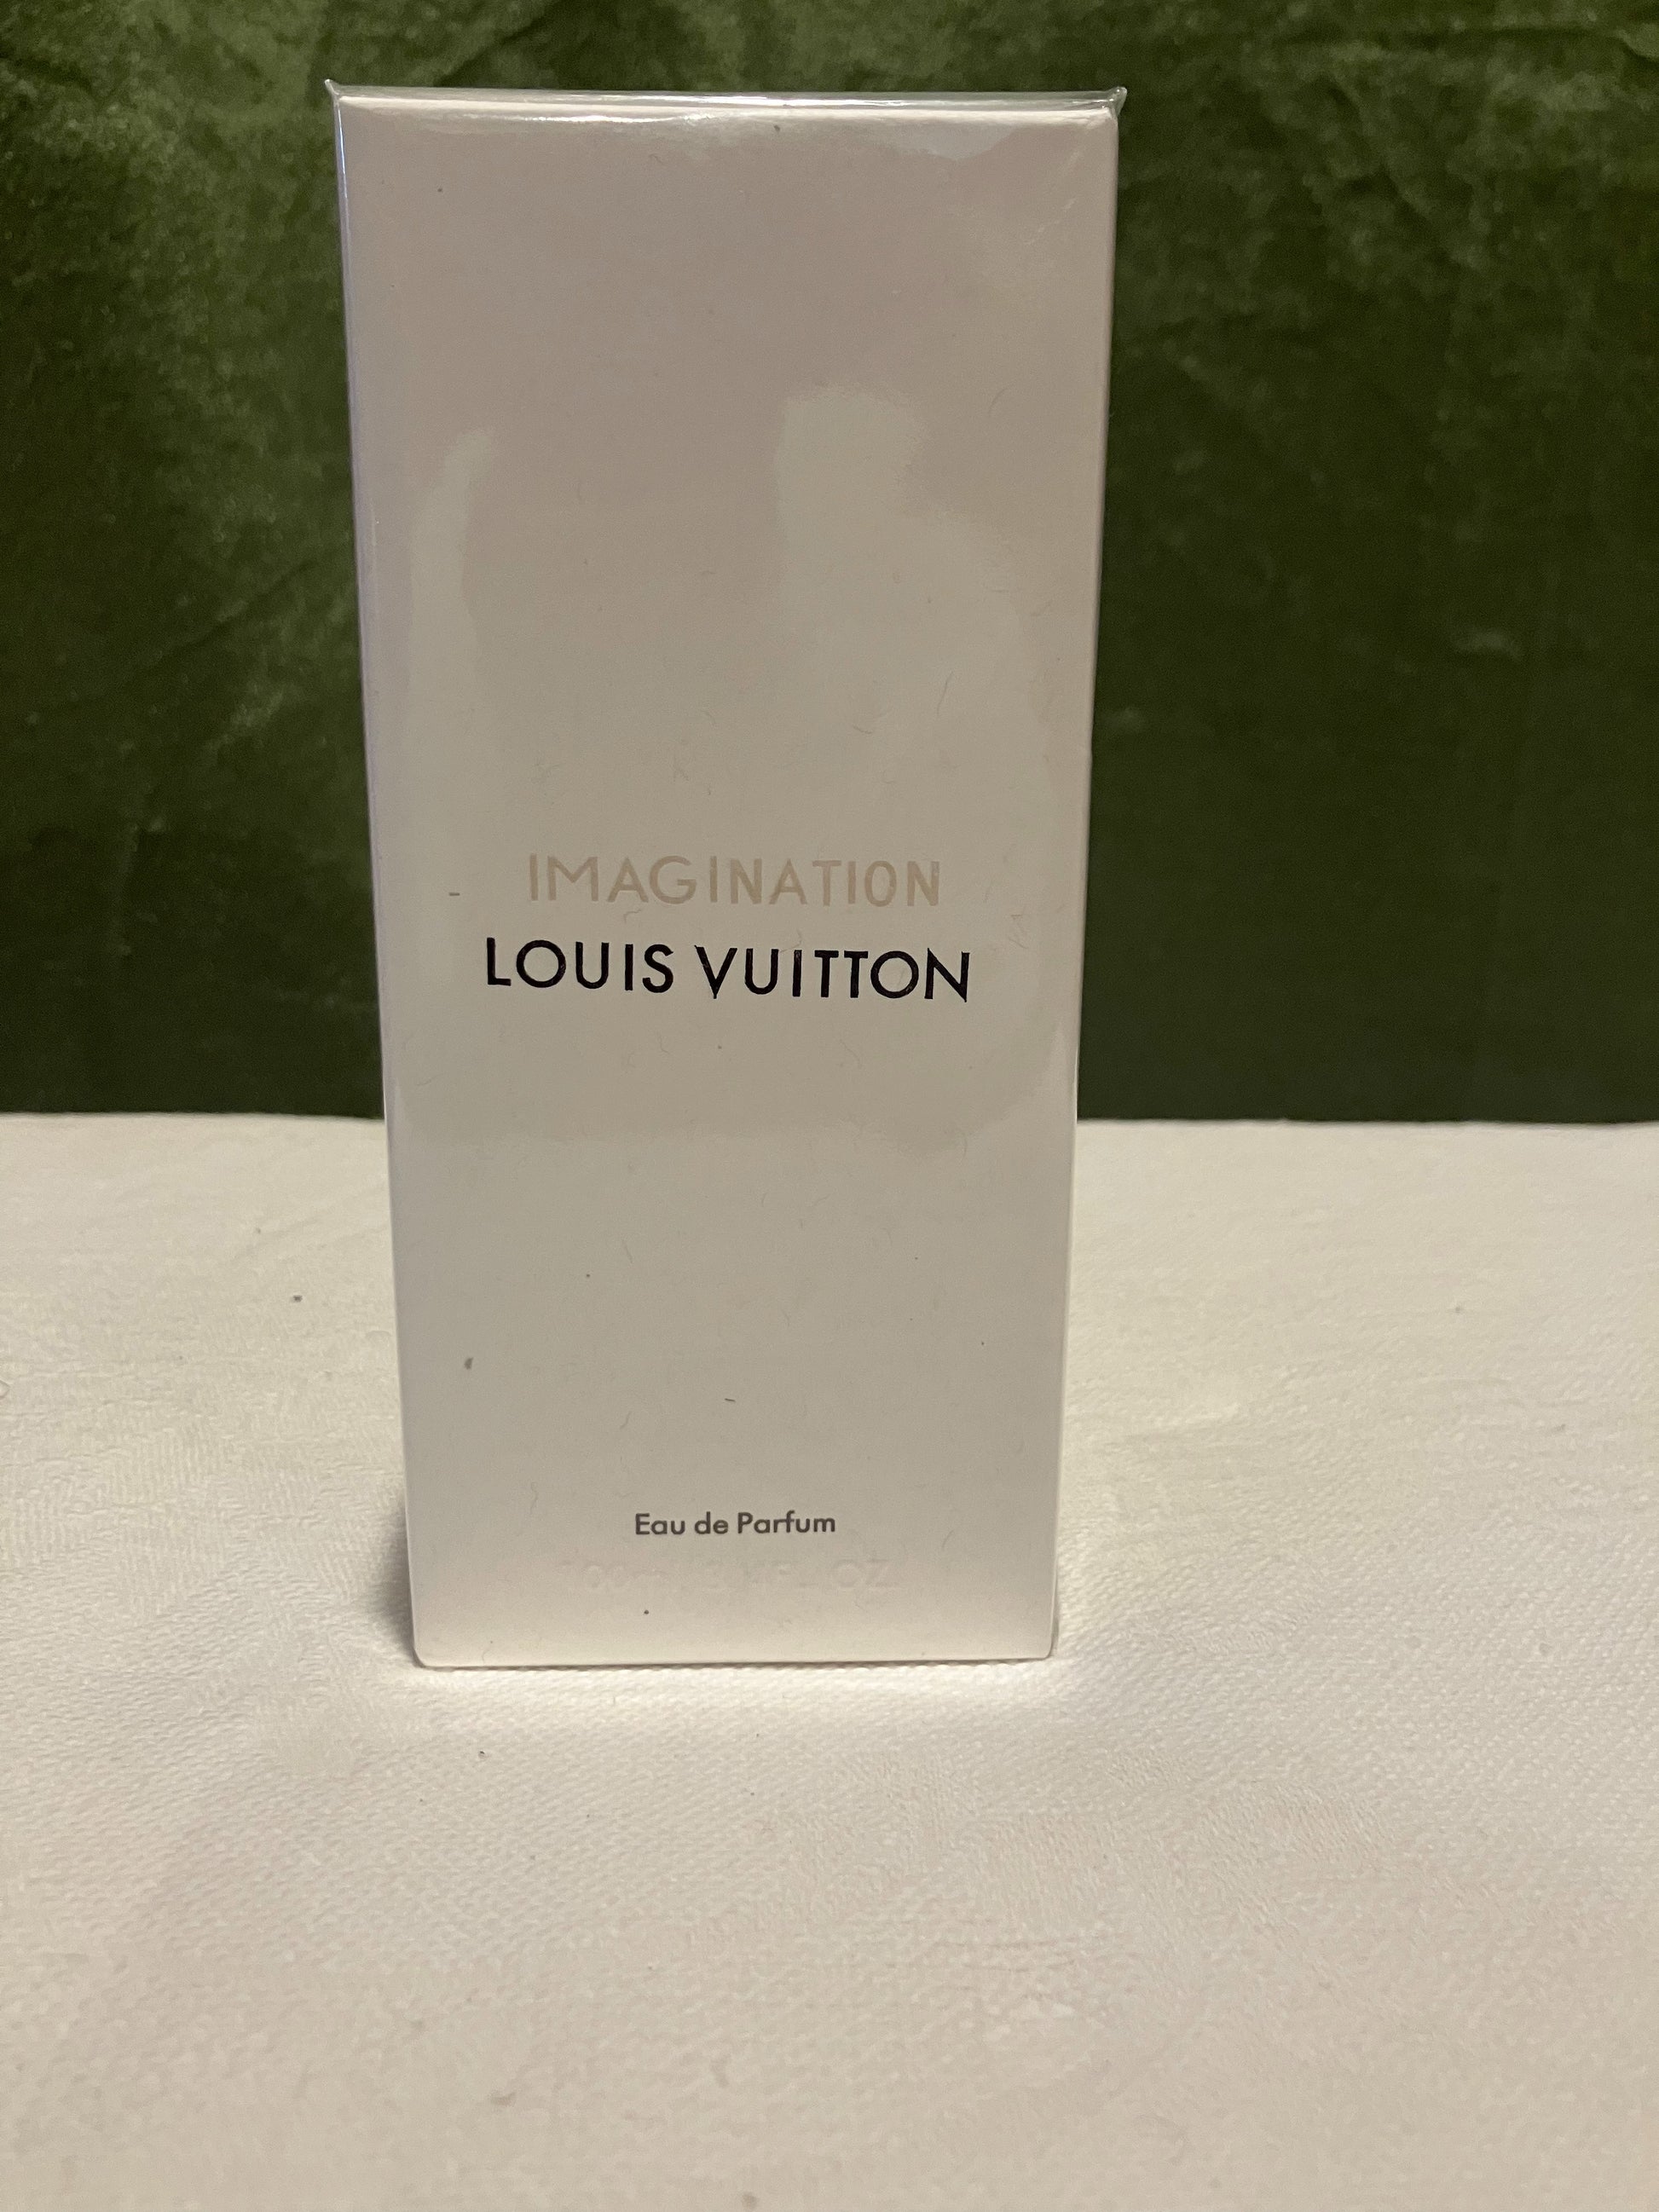 IMAGINATION
LOUIS VUITTON
Eau de Parfum